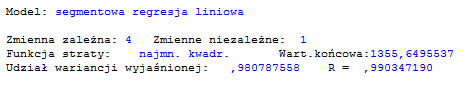 Model: segmentowa regresja liniowa
Zmienna zależna: 4 Zmienne niezależne: 1
Funkcja straty: najmn. kwadr. Wart.końcowa:1355,6495537
Udział wariancji wyjaśnionej: ,980787558 R = ,990347190